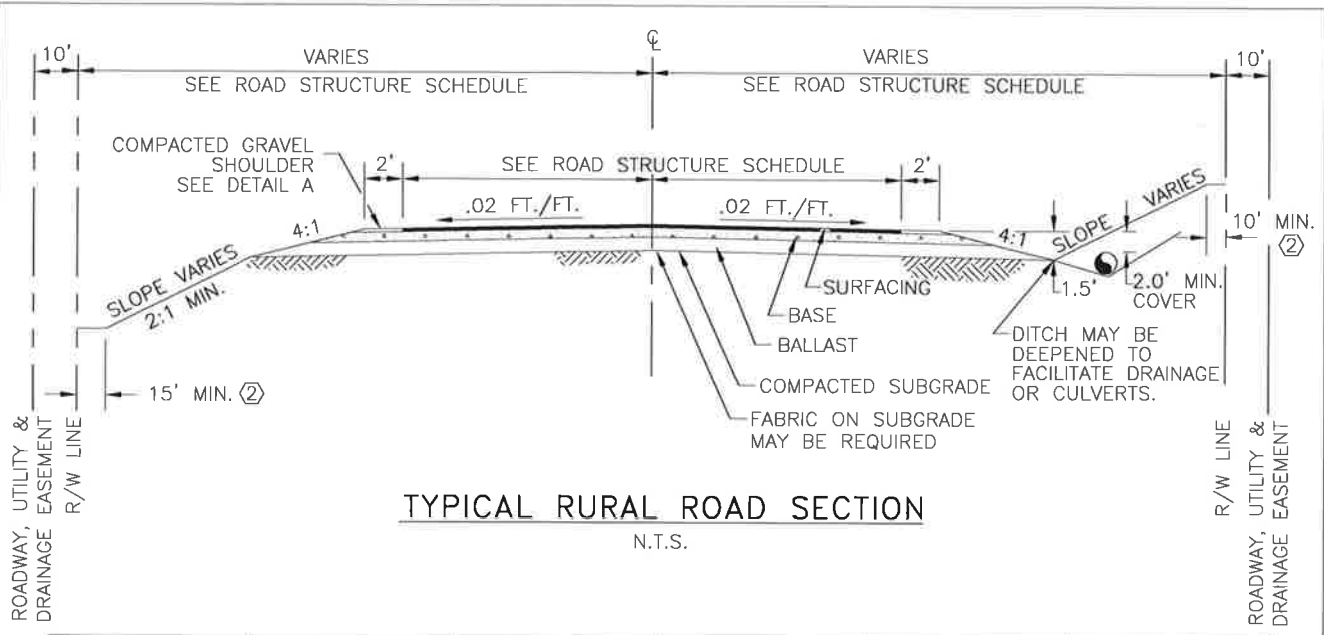 ℄
10'
VARIES
VARIES
10'
SEE ROAD STRUCTURE SCHEDULE
SEE ROAD STRUCTURE SCHEDULE
COMPACTED GRAVEL
SHOULDER
SEE DETAIL A
2'
SEE ROAD STRUCTURE SCHEDULE
2'
.02 FT./FT.
.02 FT./FT.
4:1
4:1
SLOPE VARIES
SLOPE VARIES
2:1 MIN.
10' MIN.
2
1.5'
2.0' MIN.
COVER
SURFACING
BASE
BALLAST
COMPACTED SUBGRADE
FABRIC ON SUBGRADE
MAY BE REQUIRED
DITCH MAY BE
DEEPENED TO
FACILITATE DRAINAGE
OR CULVERTS.
15' MIN. 2
ROADWAY, UTILITY &
DRAINAGE EASEMENT
R/W LINE
R/W LINE
ROADWAY, UTILITY &
DRAINAGE EASEMENT
TYPICAL RURAL ROAD SECTION
N.T.S.